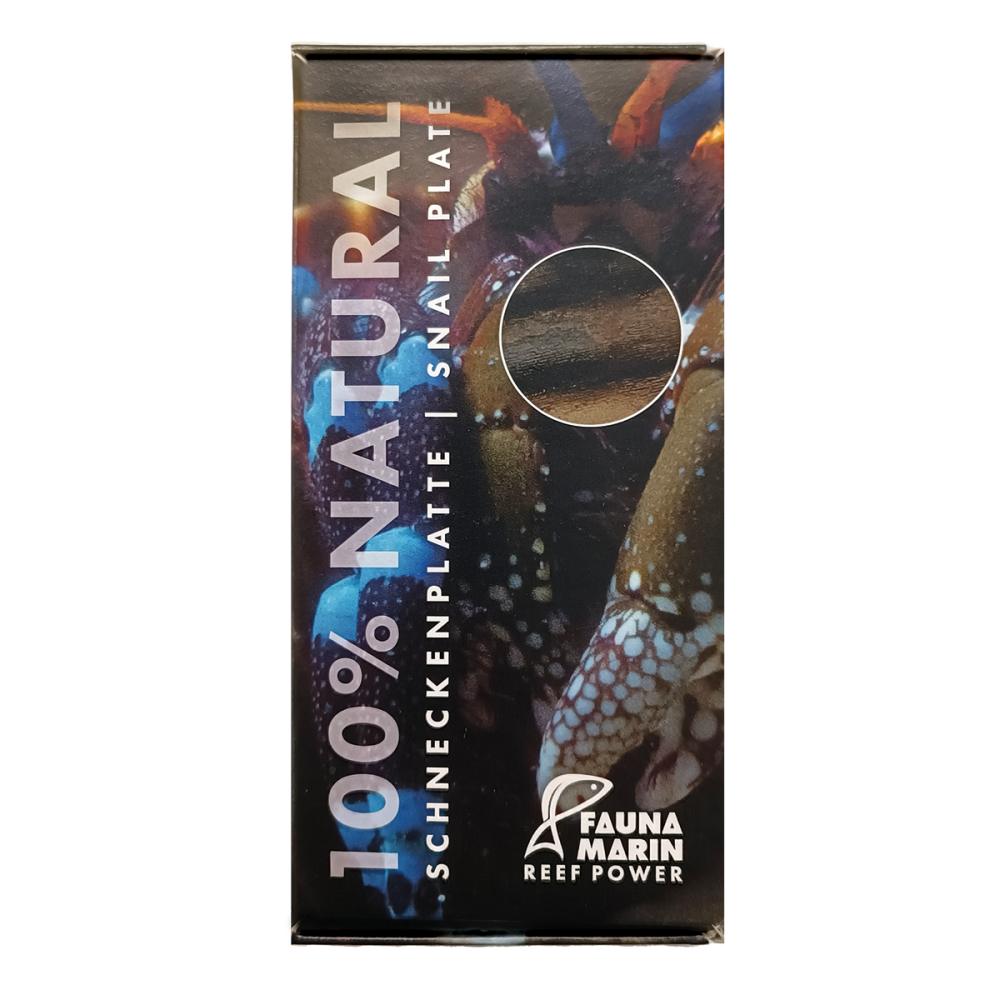 100% NATURAL
SCHNECKENPLATTE | SNAIL PLATE
FAUNA
MARIN
REEF POWER